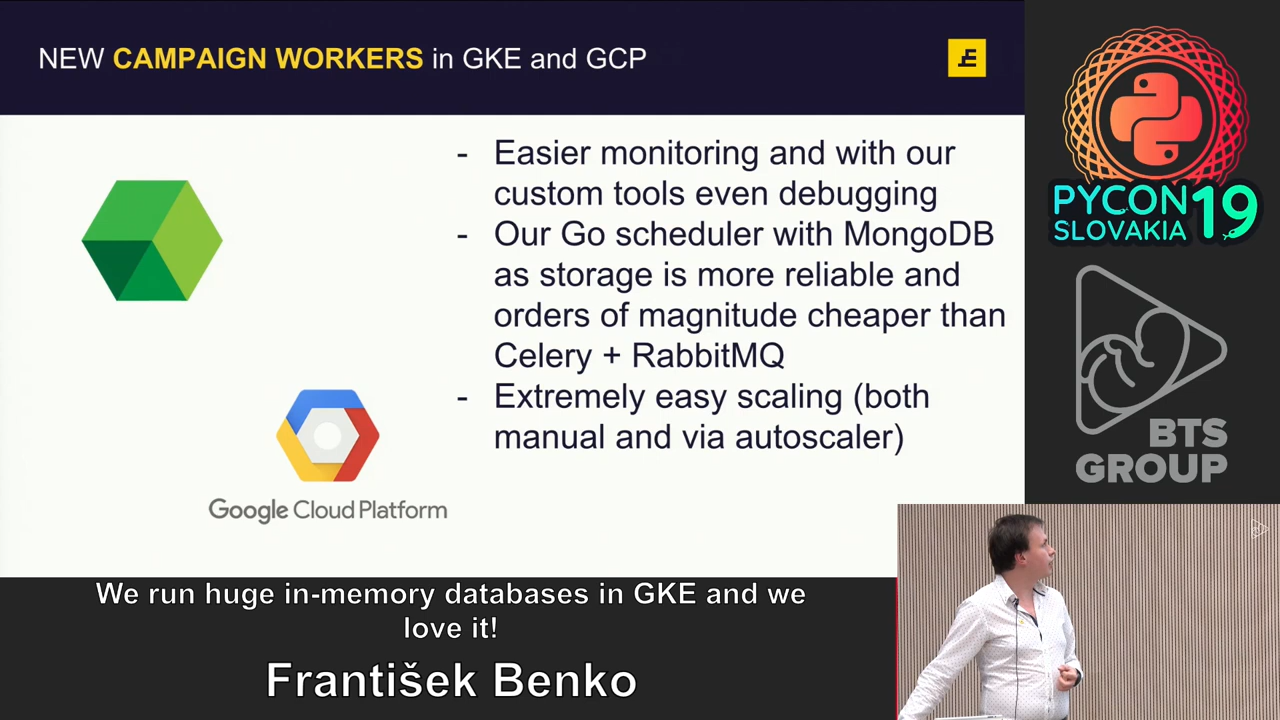 NEW CAMPAIGN WORKERS in GKE and GCP
- Easier monitoring and with our
custom tools even debugging
- Our Go scheduler with MongoDB
as storage is more reliable and
orders of magnitude cheaper than
Celery + RabbitMQ
- Extremely easy scaling (both
manual and via autoscaler)
Google Cloud Platform
PYCON 19
SLOVAKIA
BTS
GROUP
We run huge in-memory databases in GKE and we
love it!
František Benko